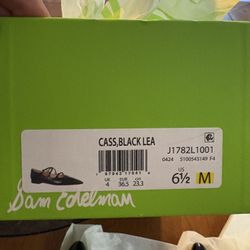 CASS,BLACK LEA
J1782L1001
0424 S100543149 F4
UK EUR CM US
4 36.5 23.3 6½ M
Sam Edelman